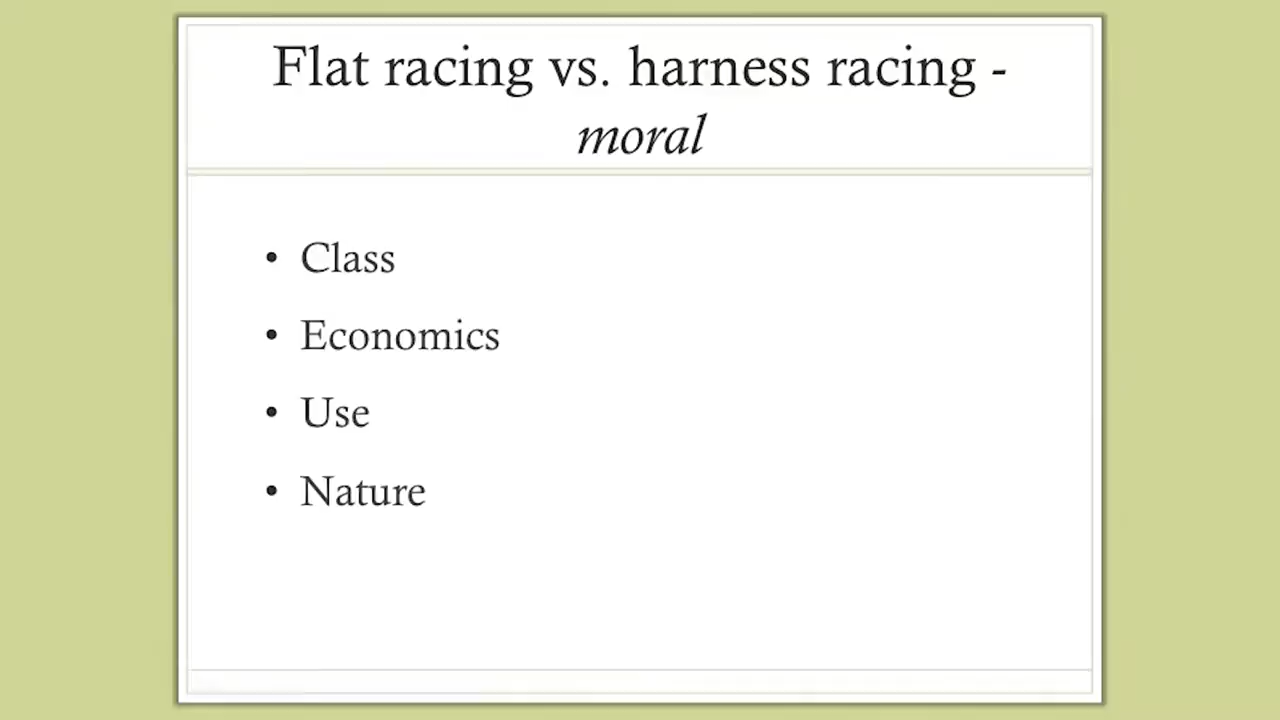 Flat racing vs. harness racing -
moral
• Class
• Economics
• Use
• Nature